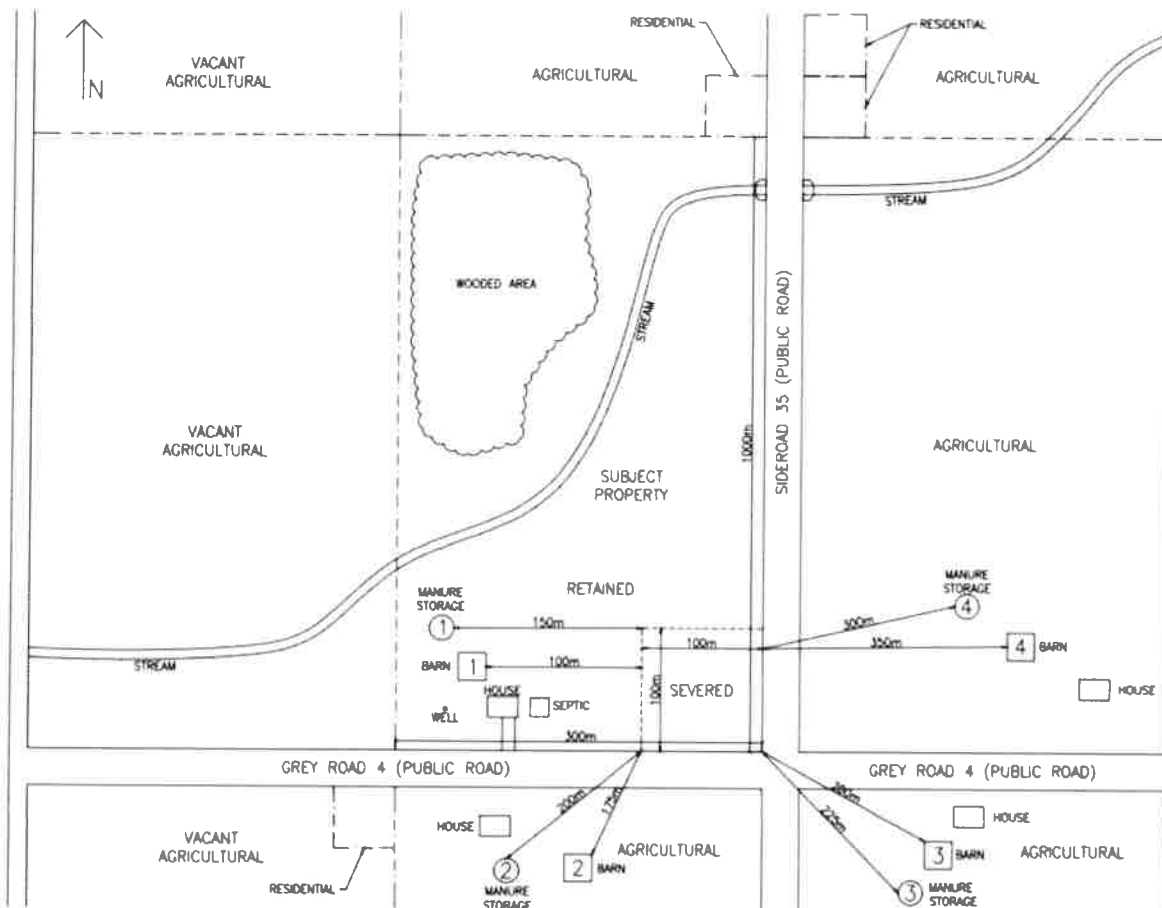 RESIDENTIAL
RESIDENTIAL
N
VACANT
AGRICULTURAL
AGRICULTURAL
AGRICULTURAL
STREAM
WOODED AREA
STREAM
SIDEROAD 35 (PUBLIC ROAD)
1000m
VACANT
AGRICULTURAL
AGRICULTURAL
SUBJECT
PROPERTY
RETAINED
MANURE
STORAGE
1
150m
MANURE
STORAGE
4
300m
100m
350m
4 BARN
BARN 1
100m
STREAM
100m
SEVERED
HOUSE
HOUSE
SEPTIC
WELL
300m
GREY ROAD 4 (PUBLIC ROAD)
GREY ROAD 4 (PUBLIC ROAD)
200m
175m
225m
HOUSE
HOUSE
VACANT
AGRICULTURAL
AGRICULTURAL
AGRICULTURAL
RESIDENTIAL
2
MANURE
STORAGE
2 BARN
3 BARN
3 MANURE
STORAGE